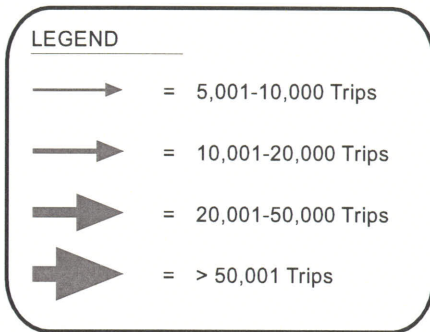 LEGEND
= 5,001-10,000 Trips
= 10,001-20,000 Trips
= 20,001-50,000 Trips
= > 50,001 Trips